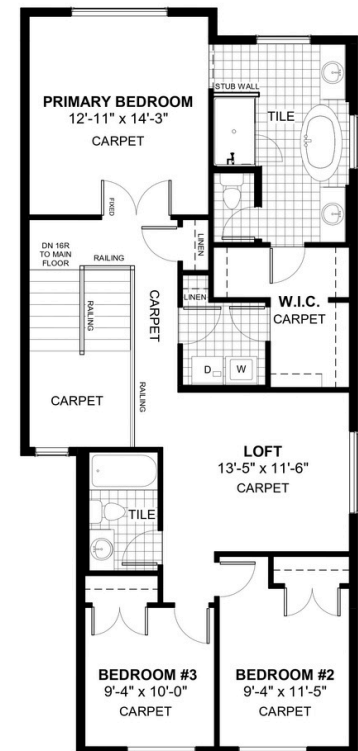 PRIMARY BEDROOM
12'-11" x 14'-3"
CARPET
STUB WALL
TILE
FIXED
LINEN
DN 16R
TO MAIN
FLOOR
RAILING
RAILING
LINEN
CARPET
W.I.C.
CARPET
D
W
CARPET
RAILING
LOFT
13'-5" x 11'-6"
CARPET
TILE
BEDROOM #3
9'-4" x 10'-0"
CARPET
BEDROOM #2
9'-4" x 11'-5"
CARPET